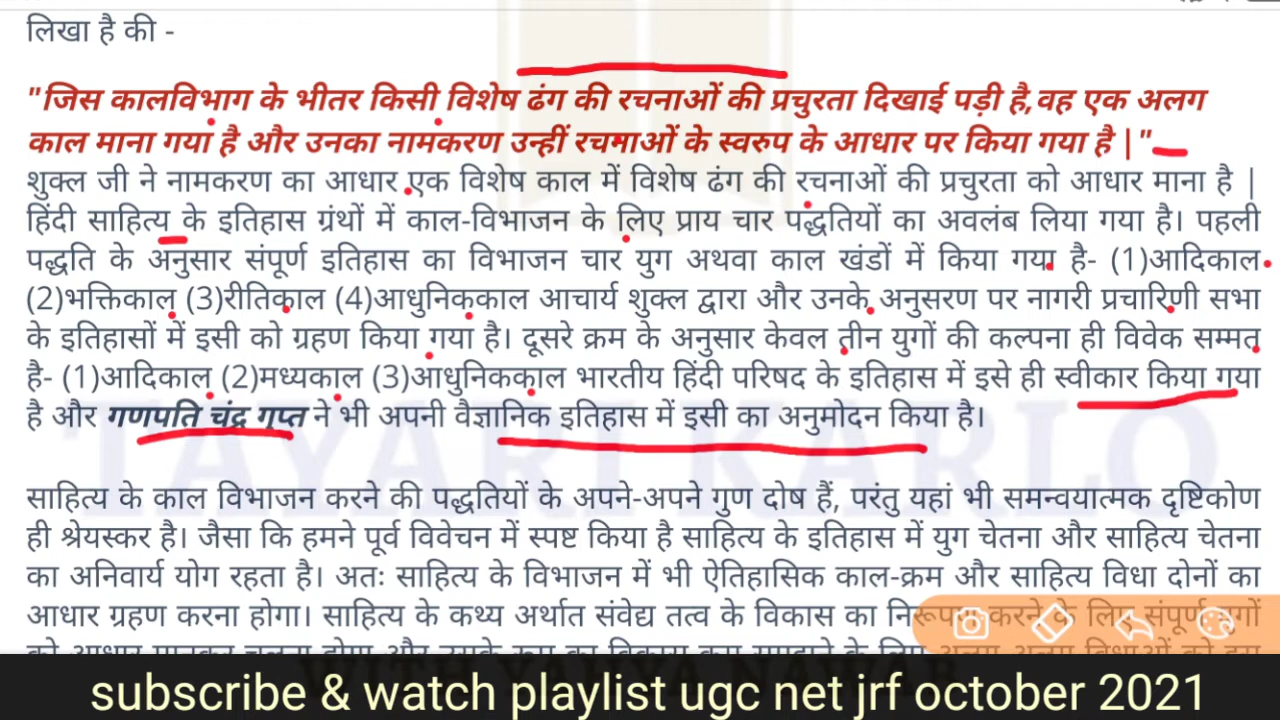 लिखा है की -
"जिस कालविभाग के भीतर किसी विशेष ढंग की रचनाओं की प्रचुरता दिखाई पड़ी है,वह एक अलग
काल माना गया है और उनका नामकरण उन्हीं रचनाओं के स्वरुप के आधार पर किया गया है |"
शुक्ल जी ने नामकरण का आधार एक विशेष काल में विशेष ढंग की रचनाओं की प्रचुरता को आधार माना है |
हिंदी साहित्य के इतिहास ग्रंथों में काल-विभाजन के लिए प्राय चार पद्धतियों का अवलंब लिया गया है। पहली
पद्धति के अनुसार संपूर्ण इतिहास का विभाजन चार युग अथवा काल खंडों में किया गया है- (1)आदिकाल
(2)भक्तिकाल (3)रीतिकाल (4)आधुनिककाल आचार्य शुक्ल द्वारा और उनके अनुसरण पर नागरी प्रचारिणी सभा
के इतिहासों में इसी को ग्रहण किया गया है। दूसरे क्रम के अनुसार केवल तीन युगों की कल्पना ही विवेक सम्मत
है- (1)आदिकाल (2)मध्यकाल (3)आधुनिककाल भारतीय हिंदी परिषद के इतिहास में इसे ही स्वीकार किया गया
है और गणपति चंद्र गुप्त ने भी अपनी वैज्ञानिक इतिहास में इसी का अनुमोदन किया है।
TAYARI KARLO
साहित्य के काल विभाजन करने की पद्धतियों के अपने-अपने गुण दोष हैं, परंतु यहां भी समन्वयात्मक दृष्टिकोण
ही श्रेयस्कर है। जैसा कि हमने पूर्व विवेचन में स्पष्ट किया है साहित्य के इतिहास में युग चेतना और साहित्य चेतना
का अनिवार्य योग रहता है। अतः साहित्य के विभाजन में भी ऐतिहासिक काल-क्रम और साहित्य विधा दोनों का
आधार ग्रहण करना होगा। साहित्य के कथ्य अर्थात संवेद्य तत्व के विकास का निरूपण करने के लिए संपूर्ण युगों
subscribe & watch playlist ugc net jrf october 2021